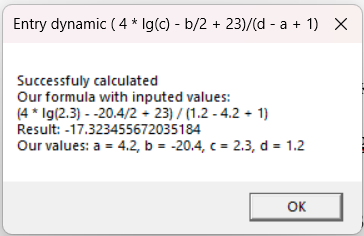 Entry dynamic ( 4 * lg(c) - b/2 + 23)/(d - a + 1)
Successfuly calculated
Our formula with inputed values:
(4 * lg(2.3) - -20.4/2 + 23) / (1.2 - 4.2 + 1)
Result: -17.323455672035184
Our values: a = 4.2, b = -20.4, c = 2.3, d = 1.2
OK